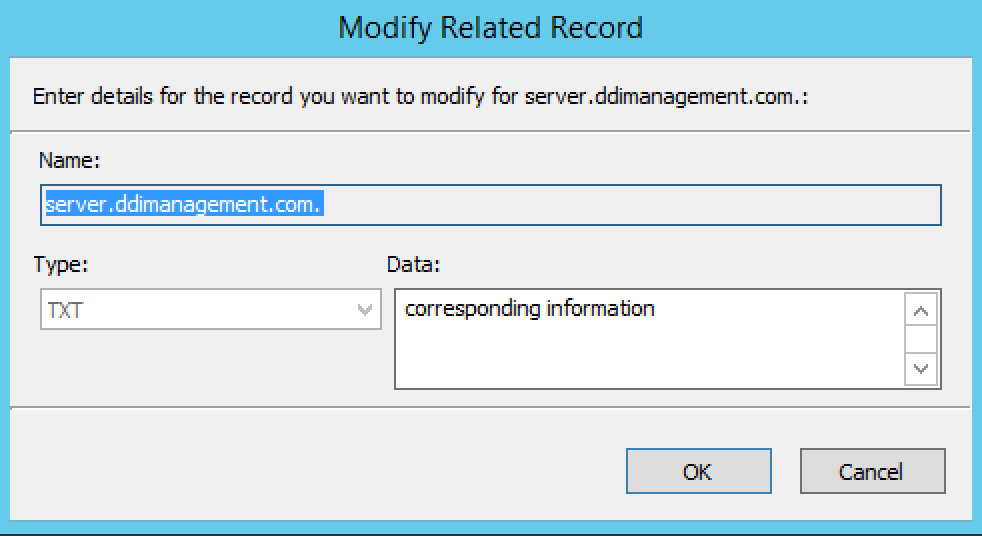 Modify Related Record
Enter details for the record you want to modify for server.ddimanagement.com.:
Name:
server.ddimanagement.com.
Type:
Data:
TXT
corresponding information
OK
Cancel